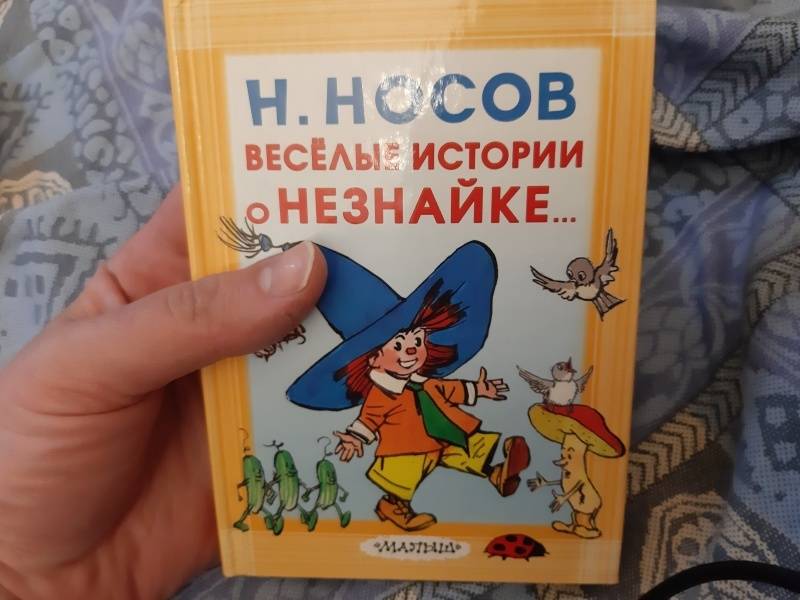 Н. НОСОВ
ВЕСЁЛЫЕ ИСТОРИИ
о НЕЗНАЙКЕ...
МАЛЫШ